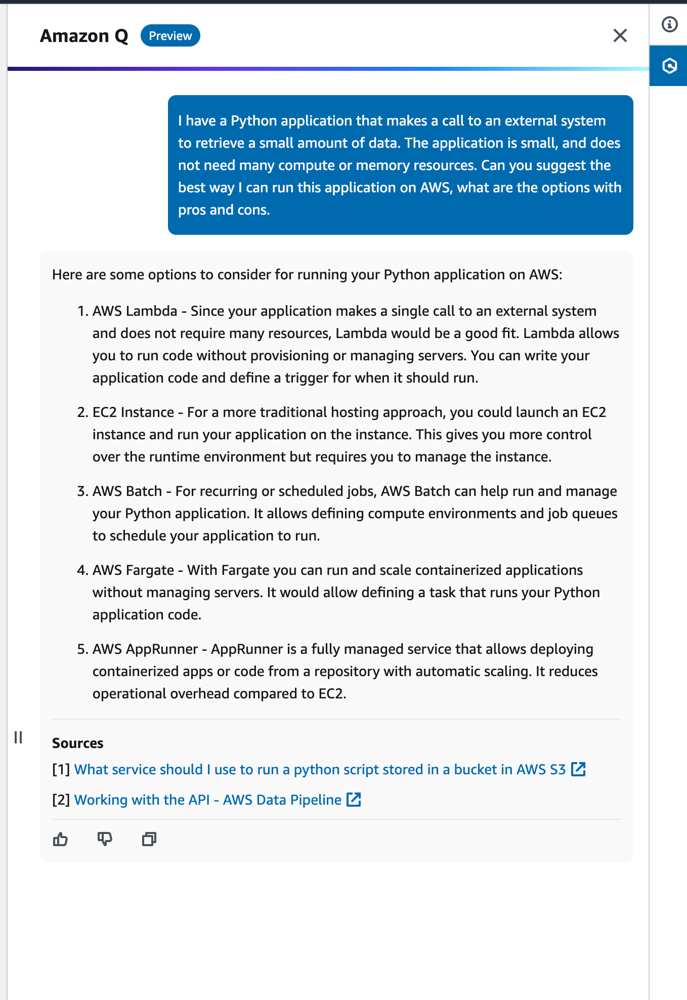 Amazon Q
Preview
I have a Python application that makes a call to an external system
to retrieve a small amount of data. The application is small, and does
not need many compute or memory resources. Can you suggest the
best way I can run this application on AWS, what are the options with
pros and cons.
Here are some options to consider for running your Python application on AWS:
1. AWS Lambda - Since your application makes a single call to an external system
and does not require many resources, Lambda would be a good fit. Lambda allows
you to run code without provisioning or managing servers. You can write your
application code and define a trigger for when it should run.
2. EC2 Instance - For a more traditional hosting approach, you could launch an EC2
instance and run your application on the instance. This gives you more control
over the runtime environment but requires you to manage the instance.
3. AWS Batch - For recurring or scheduled jobs, AWS Batch can help run and manage
your Python application. It allows defining compute environments and job queues
to schedule your application to run.
4. AWS Fargate - With Fargate you can run and scale containerized applications
without managing servers. It would allow defining a task that runs your Python
application code.
5. AWS AppRunner - AppRunner is a fully managed service that allows deploying
containerized apps or code from a repository with automatic scaling. It reduces
operational overhead compared to EC2.
Sources
[1] What service should I use to run a python script stored in a bucket in AWS S3
[2] Working with the API - AWS Data Pipeline